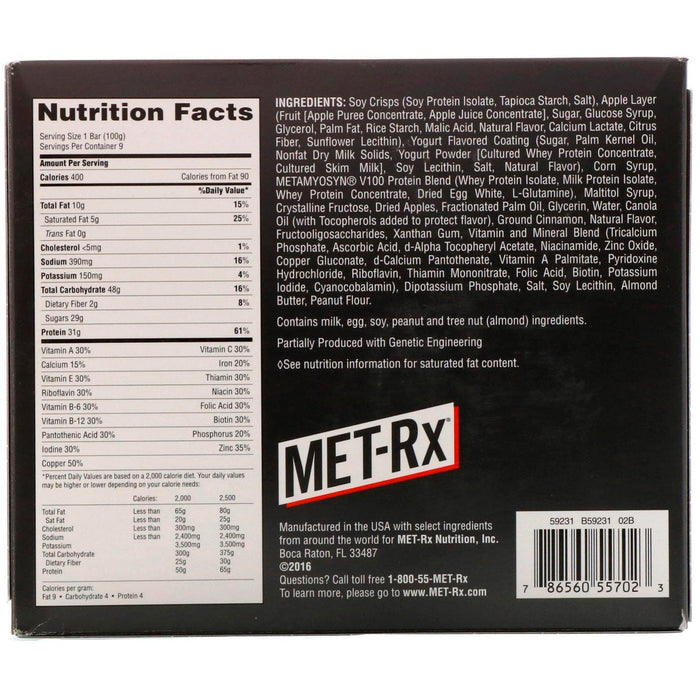 Nutrition Facts
Serving Size 1 Bar (100g)
Servings Per Container 9
Amount Per Serving
Calories 400 Calories from Fat 90
%Daily Value*
Total Fat 10g 15%
Saturated Fat 5g 25%
Trans Fat 0g
Cholesterol <5mg 1%
Sodium 390mg 16%
Potassium 150mg 4%
Total Carbohydrate 48g 16%
Dietary Fiber 2g 8%
Sugars 29g
Protein 31g 61%
Vitamin A 30% Vitamin C 30%
Calcium 15% Iron 20%
Vitamin E 30% Thiamin 30%
Riboflavin 30% Niacin 30%
Vitamin B-6 30% Folic Acid 30%
Vitamin B-12 30% Biotin 30%
Pantothenic Acid 30% Phosphorus 20%
Iodine 30% Zinc 35%
Copper 50%
*Percent Daily Values are based on a 2,000 calorie diet. Your daily values
may be higher or lower depending on your calorie needs:
Calories: 2,000 2,500
Total Fat Less than 65g 80g
Sat Fat Less than 20g 25g
Cholesterol Less than 300mg 300mg
Sodium Less than 2,400mg 2,400mg
Potassium 3,500mg 3,500mg
Total Carbohydrate 300g 375g
Dietary Fiber 25g 30g
Protein 50g 65g
Calories per gram:
Fat 9 • Carbohydrate 4 • Protein 4
INGREDIENTS: Soy Crisps (Soy Protein Isolate, Tapioca Starch, Salt), Apple Layer
(Fruit [Apple Puree Concentrate, Apple Juice Concentrate], Sugar, Glucose Syrup,
Glycerol, Palm Fat, Rice Starch, Malic Acid, Natural Flavor, Calcium Lactate, Citrus
Fiber, Sunflower Lecithin), Yogurt Flavored Coating (Sugar, Palm Kernel Oil,
Nonfat Dry Milk Solids, Yogurt Powder [Cultured Whey Protein Concentrate,
Cultured Skim Milk], Soy Lecithin, Salt, Natural Flavor), Corn Syrup,
METAMYOSYN® V100 Protein Blend (Whey Protein Isolate, Milk Protein Isolate,
Whey Protein Concentrate, Dried Egg White, L-Glutamine), Maltitol Syrup,
Crystalline Fructose, Dried Apples, Fractionated Palm Oil, Glycerin, Water, Canola
Oil (with Tocopherols added to protect flavor), Ground Cinnamon, Natural Flavor,
Fructooligosaccharides, Xanthan Gum, Vitamin and Mineral Blend (Tricalcium
Phosphate, Ascorbic Acid, d-Alpha Tocopheryl Acetate, Niacinamide, Zinc Oxide,
Copper Gluconate, d-Calcium Pantothenate, Vitamin A Palmitate, Pyridoxine
Hydrochloride, Riboflavin, Thiamin Mononitrate, Folic Acid, Biotin, Potassium
Iodide, Cyanocobalamin), Dipotassium Phosphate, Salt, Soy Lecithin, Almond
Butter, Peanut Flour.
Contains milk, egg, soy, peanut and tree nut (almond) ingredients.
Partially Produced with Genetic Engineering
◊See nutrition information for saturated fat content.
MET-Rx®
Manufactured in the USA with select ingredients
from around the world for MET-Rx Nutrition, Inc.
Boca Raton, FL 33487
©2016
Questions? Call toll free 1-800-55-MET-Rx
To learn more, please go to www.MET-Rx.com
59231 B59231 02B
7 86560 55702 3